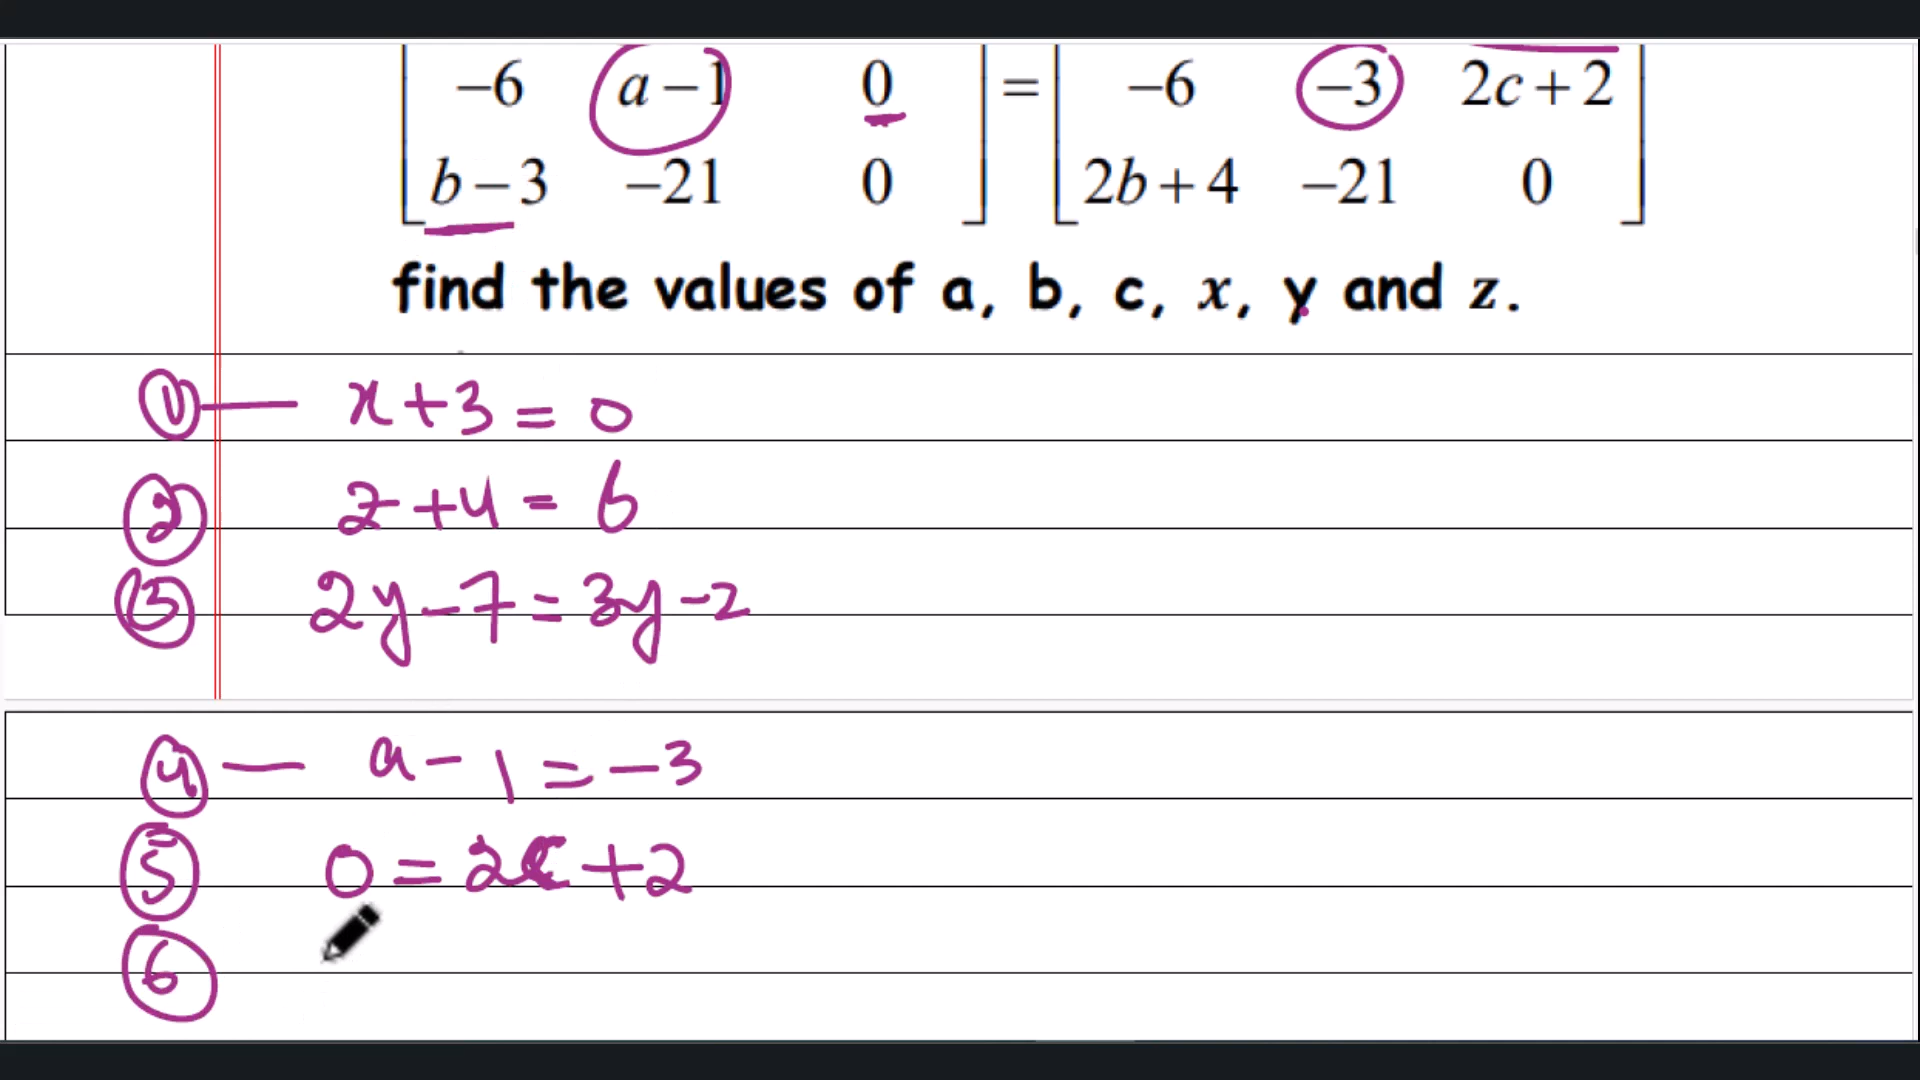 −6 a−1 0 = −6 −3 2c+2
b−3 −21 0 2b+4 −21 0
find the values of a, b, c, x, y and z.
① — x+3=0
② z+4=6
③ 2y−7=3y−2
④ — a−1=−3
⑤ 0=2c+2
⑥